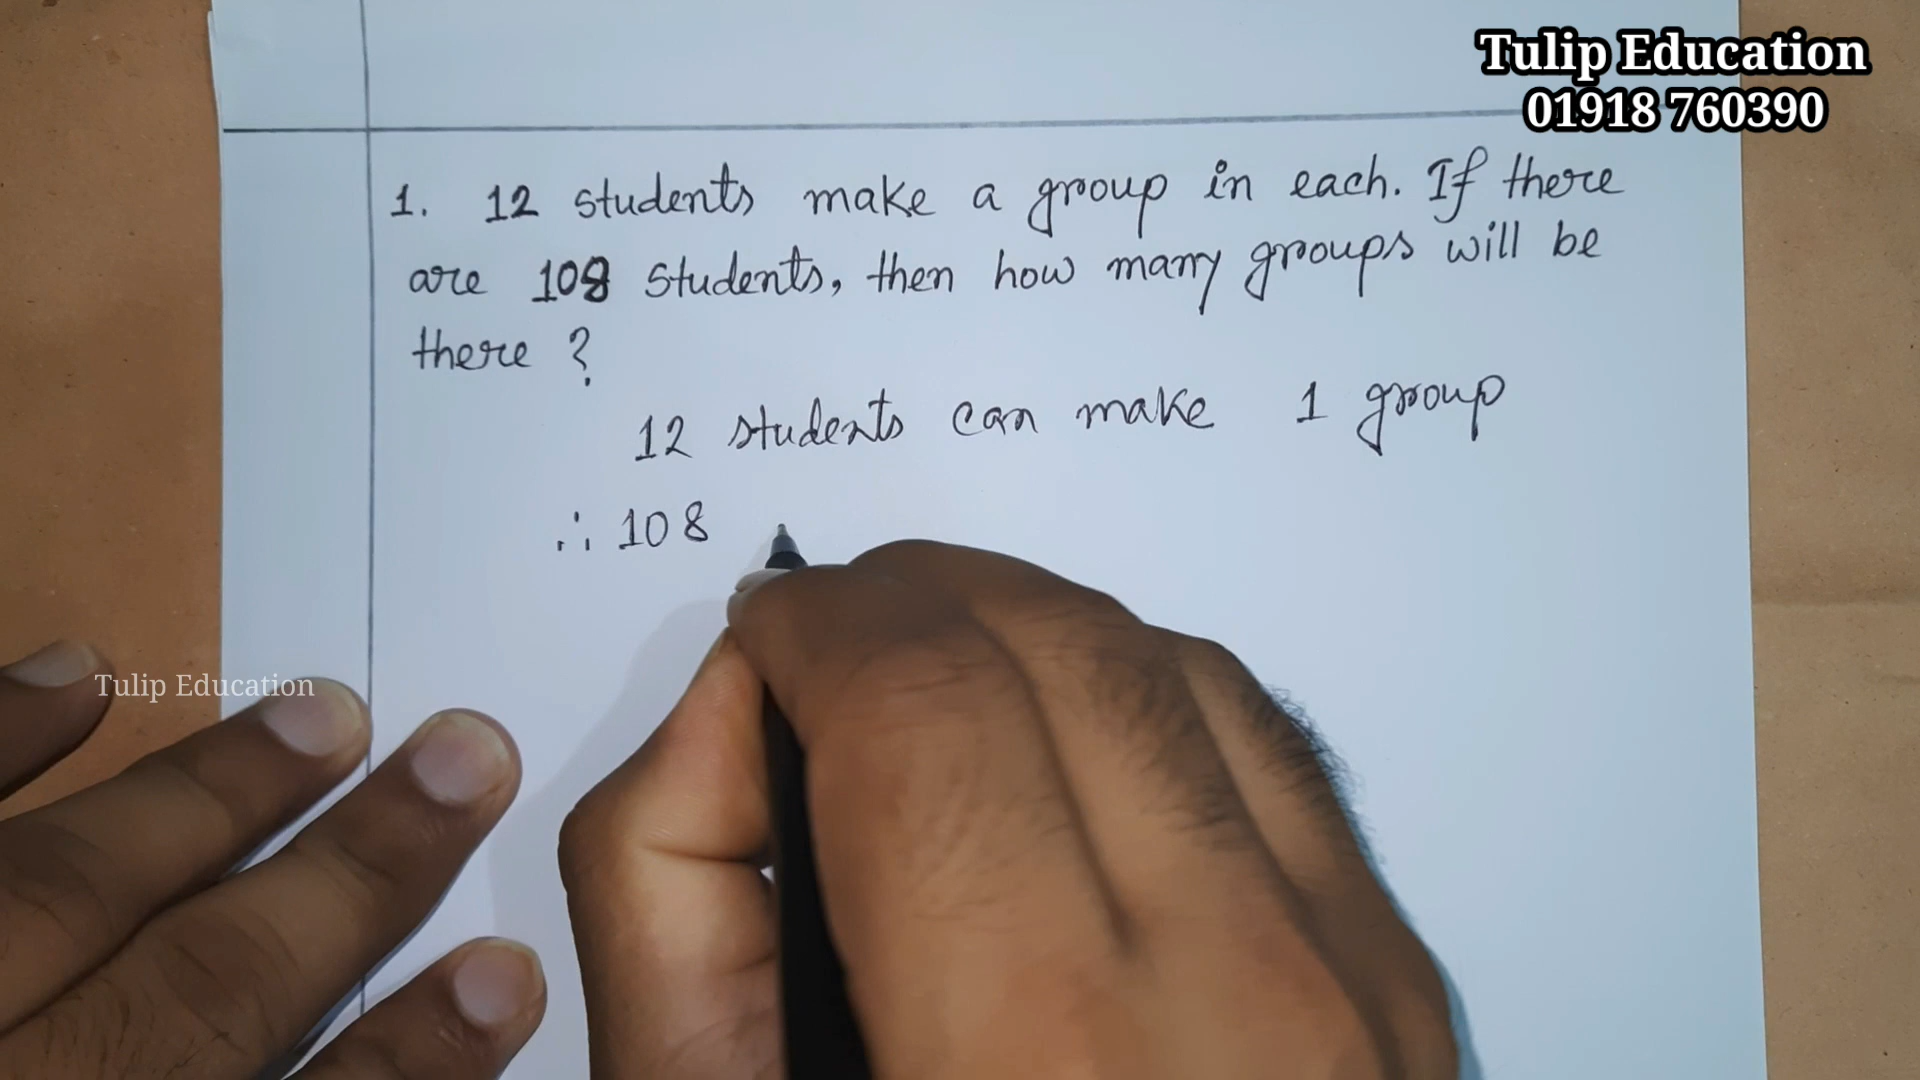 Tulip Education
01918 760390
1. 12 students make a group in each. If there
are 108 students, then how many groups will be
there ?
12 students can make 1 group
∴ 108
Tulip Education